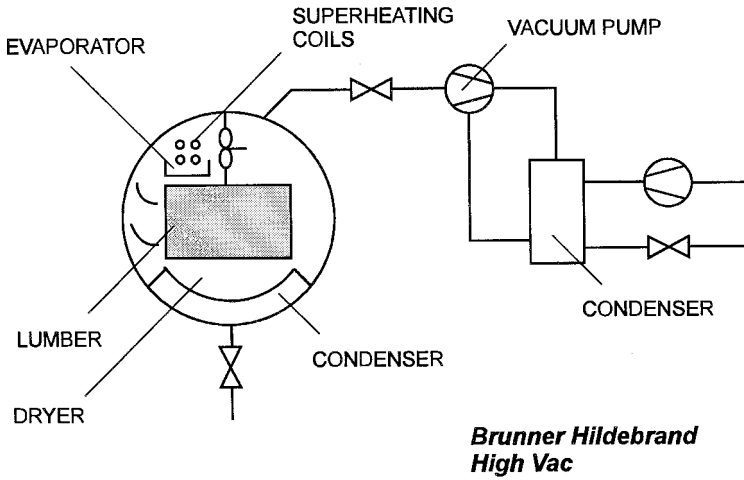 SUPERHEATING
COILS
VACUUM PUMP
EVAPORATOR
LUMBER
CONDENSER
DRYER
CONDENSER
Brunner Hildebrand
High Vac